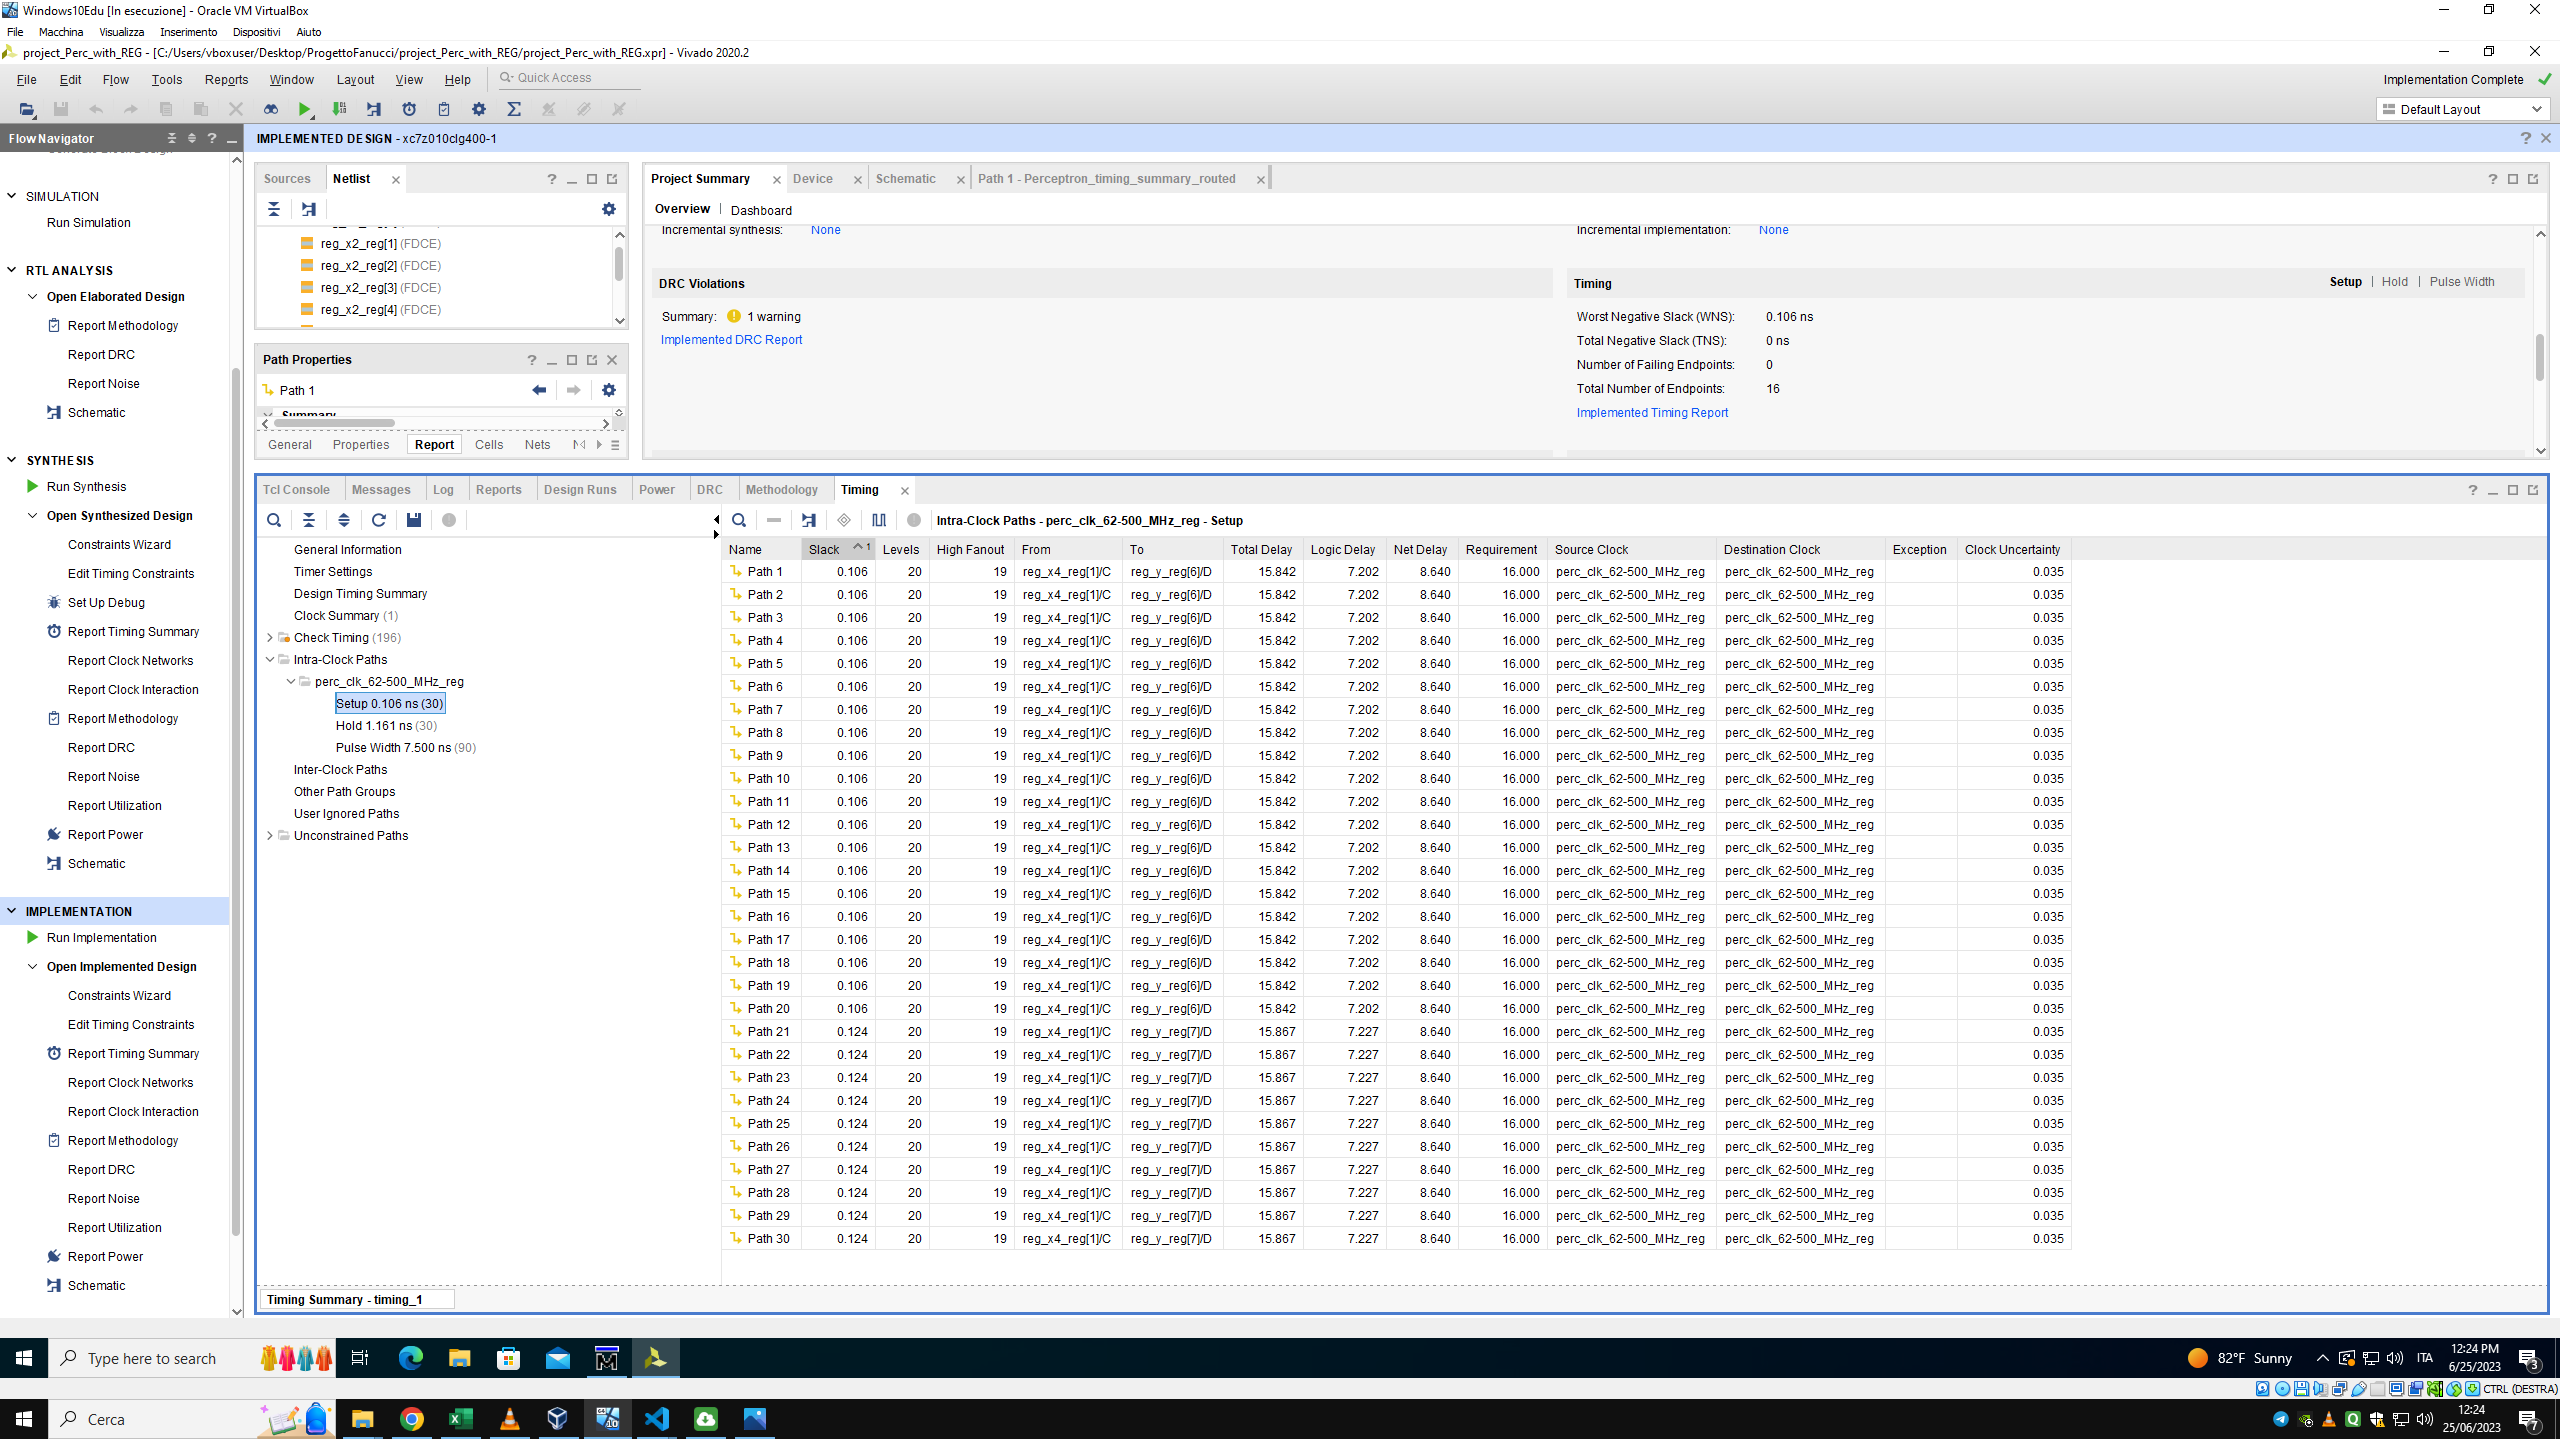 Windows10Edu [In esecuzione] - Oracle VM VirtualBox
File Macchina Visualizza Inserimento Dispositivi Aiuto
project_Perc_with_REG - [C:/Users/vboxuser/Desktop/ProgettoFanucci/project_Perc_with_REG/project_Perc_with_REG.xpr] - Vivado 2020.2
File Edit Flow Tools Reports Window Layout View Help Quick Access
Implementation Complete
Default Layout
Flow Navigator
SIMULATION
Run Simulation
RTL ANALYSIS
Open Elaborated Design
Report Methodology
Report DRC
Report Noise
Schematic
SYNTHESIS
Run Synthesis
Open Synthesized Design
Constraints Wizard
Edit Timing Constraints
Set Up Debug
Report Timing Summary
Report Clock Networks
Report Clock Interaction
Report Methodology
Report DRC
Report Noise
Report Utilization
Report Power
Schematic
IMPLEMENTATION
Run Implementation
Open Implemented Design
Constraints Wizard
Edit Timing Constraints
Report Timing Summary
Report Clock Networks
Report Clock Interaction
Report Methodology
Report DRC
Report Noise
Report Utilization
Report Power
Schematic
IMPLEMENTED DESIGN - xc7z010clg400-1
Sources Netlist
reg_x2_reg[1] (FDCE)
reg_x2_reg[2] (FDCE)
reg_x2_reg[3] (FDCE)
reg_x2_reg[4] (FDCE)
Path Properties
Path 1
Summary
General Properties Report Cells Nets
Project Summary Device Schematic Path 1 - Perceptron_timing_summary_routed
Overview | Dashboard
Incremental synthesis: None
Incremental implementation: None
DRC Violations
Summary: 1 warning
Implemented DRC Report
Timing Setup | Hold | Pulse Width
Worst Negative Slack (WNS): 0.106 ns
Total Negative Slack (TNS): 0 ns
Number of Failing Endpoints: 0
Total Number of Endpoints: 16
Implemented Timing Report
Tcl Console Messages Log Reports Design Runs Power DRC Methodology Timing
General Information
Timer Settings
Design Timing Summary
Clock Summary (1)
Check Timing (196)
Intra-Clock Paths
perc_clk_62-500_MHz_reg
Setup 0.106 ns (30)
Hold 1.161 ns (30)
Pulse Width 7.500 ns (90)
Inter-Clock Paths
Other Path Groups
User Ignored Paths
Unconstrained Paths
Intra-Clock Paths - perc_clk_62-500_MHz_reg - Setup
Name Slack 1 Levels High Fanout From To Total Delay Logic Delay Net Delay Requirement Source Clock Destination Clock Exception Clock Uncertainty
Path 1 0.106 20 19 reg_x4_reg[1]/C reg_y_reg[6]/D 15.842 7.202 8.640 16.000 perc_clk_62-500_MHz_reg perc_clk_62-500_MHz_reg 0.035
Path 2 0.106 20 19 reg_x4_reg[1]/C reg_y_reg[6]/D 15.842 7.202 8.640 16.000 perc_clk_62-500_MHz_reg perc_clk_62-500_MHz_reg 0.035
Path 3 0.106 20 19 reg_x4_reg[1]/C reg_y_reg[6]/D 15.842 7.202 8.640 16.000 perc_clk_62-500_MHz_reg perc_clk_62-500_MHz_reg 0.035
Path 4 0.106 20 19 reg_x4_reg[1]/C reg_y_reg[6]/D 15.842 7.202 8.640 16.000 perc_clk_62-500_MHz_reg perc_clk_62-500_MHz_reg 0.035
Path 5 0.106 20 19 reg_x4_reg[1]/C reg_y_reg[6]/D 15.842 7.202 8.640 16.000 perc_clk_62-500_MHz_reg perc_clk_62-500_MHz_reg 0.035
Path 6 0.106 20 19 reg_x4_reg[1]/C reg_y_reg[6]/D 15.842 7.202 8.640 16.000 perc_clk_62-500_MHz_reg perc_clk_62-500_MHz_reg 0.035
Path 7 0.106 20 19 reg_x4_reg[1]/C reg_y_reg[6]/D 15.842 7.202 8.640 16.000 perc_clk_62-500_MHz_reg perc_clk_62-500_MHz_reg 0.035
Path 8 0.106 20 19 reg_x4_reg[1]/C reg_y_reg[6]/D 15.842 7.202 8.640 16.000 perc_clk_62-500_MHz_reg perc_clk_62-500_MHz_reg 0.035
Path 9 0.106 20 19 reg_x4_reg[1]/C reg_y_reg[6]/D 15.842 7.202 8.640 16.000 perc_clk_62-500_MHz_reg perc_clk_62-500_MHz_reg 0.035
Path 10 0.106 20 19 reg_x4_reg[1]/C reg_y_reg[6]/D 15.842 7.202 8.640 16.000 perc_clk_62-500_MHz_reg perc_clk_62-500_MHz_reg 0.035
Path 11 0.106 20 19 reg_x4_reg[1]/C reg_y_reg[6]/D 15.842 7.202 8.640 16.000 perc_clk_62-500_MHz_reg perc_clk_62-500_MHz_reg 0.035
Path 12 0.106 20 19 reg_x4_reg[1]/C reg_y_reg[6]/D 15.842 7.202 8.640 16.000 perc_clk_62-500_MHz_reg perc_clk_62-500_MHz_reg 0.035
Path 13 0.106 20 19 reg_x4_reg[1]/C reg_y_reg[6]/D 15.842 7.202 8.640 16.000 perc_clk_62-500_MHz_reg perc_clk_62-500_MHz_reg 0.035
Path 14 0.106 20 19 reg_x4_reg[1]/C reg_y_reg[6]/D 15.842 7.202 8.640 16.000 perc_clk_62-500_MHz_reg perc_clk_62-500_MHz_reg 0.035
Path 15 0.106 20 19 reg_x4_reg[1]/C reg_y_reg[6]/D 15.842 7.202 8.640 16.000 perc_clk_62-500_MHz_reg perc_clk_62-500_MHz_reg 0.035
Path 16 0.106 20 19 reg_x4_reg[1]/C reg_y_reg[6]/D 15.842 7.202 8.640 16.000 perc_clk_62-500_MHz_reg perc_clk_62-500_MHz_reg 0.035
Path 17 0.106 20 19 reg_x4_reg[1]/C reg_y_reg[6]/D 15.842 7.202 8.640 16.000 perc_clk_62-500_MHz_reg perc_clk_62-500_MHz_reg 0.035
Path 18 0.106 20 19 reg_x4_reg[1]/C reg_y_reg[6]/D 15.842 7.202 8.640 16.000 perc_clk_62-500_MHz_reg perc_clk_62-500_MHz_reg 0.035
Path 19 0.106 20 19 reg_x4_reg[1]/C reg_y_reg[6]/D 15.842 7.202 8.640 16.000 perc_clk_62-500_MHz_reg perc_clk_62-500_MHz_reg 0.035
Path 20 0.106 20 19 reg_x4_reg[1]/C reg_y_reg[6]/D 15.842 7.202 8.640 16.000 perc_clk_62-500_MHz_reg perc_clk_62-500_MHz_reg 0.035
Path 21 0.124 20 19 reg_x4_reg[1]/C reg_y_reg[7]/D 15.867 7.227 8.640 16.000 perc_clk_62-500_MHz_reg perc_clk_62-500_MHz_reg 0.035
Path 22 0.124 20 19 reg_x4_reg[1]/C reg_y_reg[7]/D 15.867 7.227 8.640 16.000 perc_clk_62-500_MHz_reg perc_clk_62-500_MHz_reg 0.035
Path 23 0.124 20 19 reg_x4_reg[1]/C reg_y_reg[7]/D 15.867 7.227 8.640 16.000 perc_clk_62-500_MHz_reg perc_clk_62-500_MHz_reg 0.035
Path 24 0.124 20 19 reg_x4_reg[1]/C reg_y_reg[7]/D 15.867 7.227 8.640 16.000 perc_clk_62-500_MHz_reg perc_clk_62-500_MHz_reg 0.035
Path 25 0.124 20 19 reg_x4_reg[1]/C reg_y_reg[7]/D 15.867 7.227 8.640 16.000 perc_clk_62-500_MHz_reg perc_clk_62-500_MHz_reg 0.035
Path 26 0.124 20 19 reg_x4_reg[1]/C reg_y_reg[7]/D 15.867 7.227 8.640 16.000 perc_clk_62-500_MHz_reg perc_clk_62-500_MHz_reg 0.035
Path 27 0.124 20 19 reg_x4_reg[1]/C reg_y_reg[7]/D 15.867 7.227 8.640 16.000 perc_clk_62-500_MHz_reg perc_clk_62-500_MHz_reg 0.035
Path 28 0.124 20 19 reg_x4_reg[1]/C reg_y_reg[7]/D 15.867 7.227 8.640 16.000 perc_clk_62-500_MHz_reg perc_clk_62-500_MHz_reg 0.035
Path 29 0.124 20 19 reg_x4_reg[1]/C reg_y_reg[7]/D 15.867 7.227 8.640 16.000 perc_clk_62-500_MHz_reg perc_clk_62-500_MHz_reg 0.035
Path 30 0.124 20 19 reg_x4_reg[1]/C reg_y_reg[7]/D 15.867 7.227 8.640 16.000 perc_clk_62-500_MHz_reg perc_clk_62-500_MHz_reg 0.035
Timing Summary - timing_1
Type here to search
82°F Sunny
ITA
12:24 PM
6/25/2023
3
CTRL (DESTRA)
Cerca
12:24
25/06/2023
7